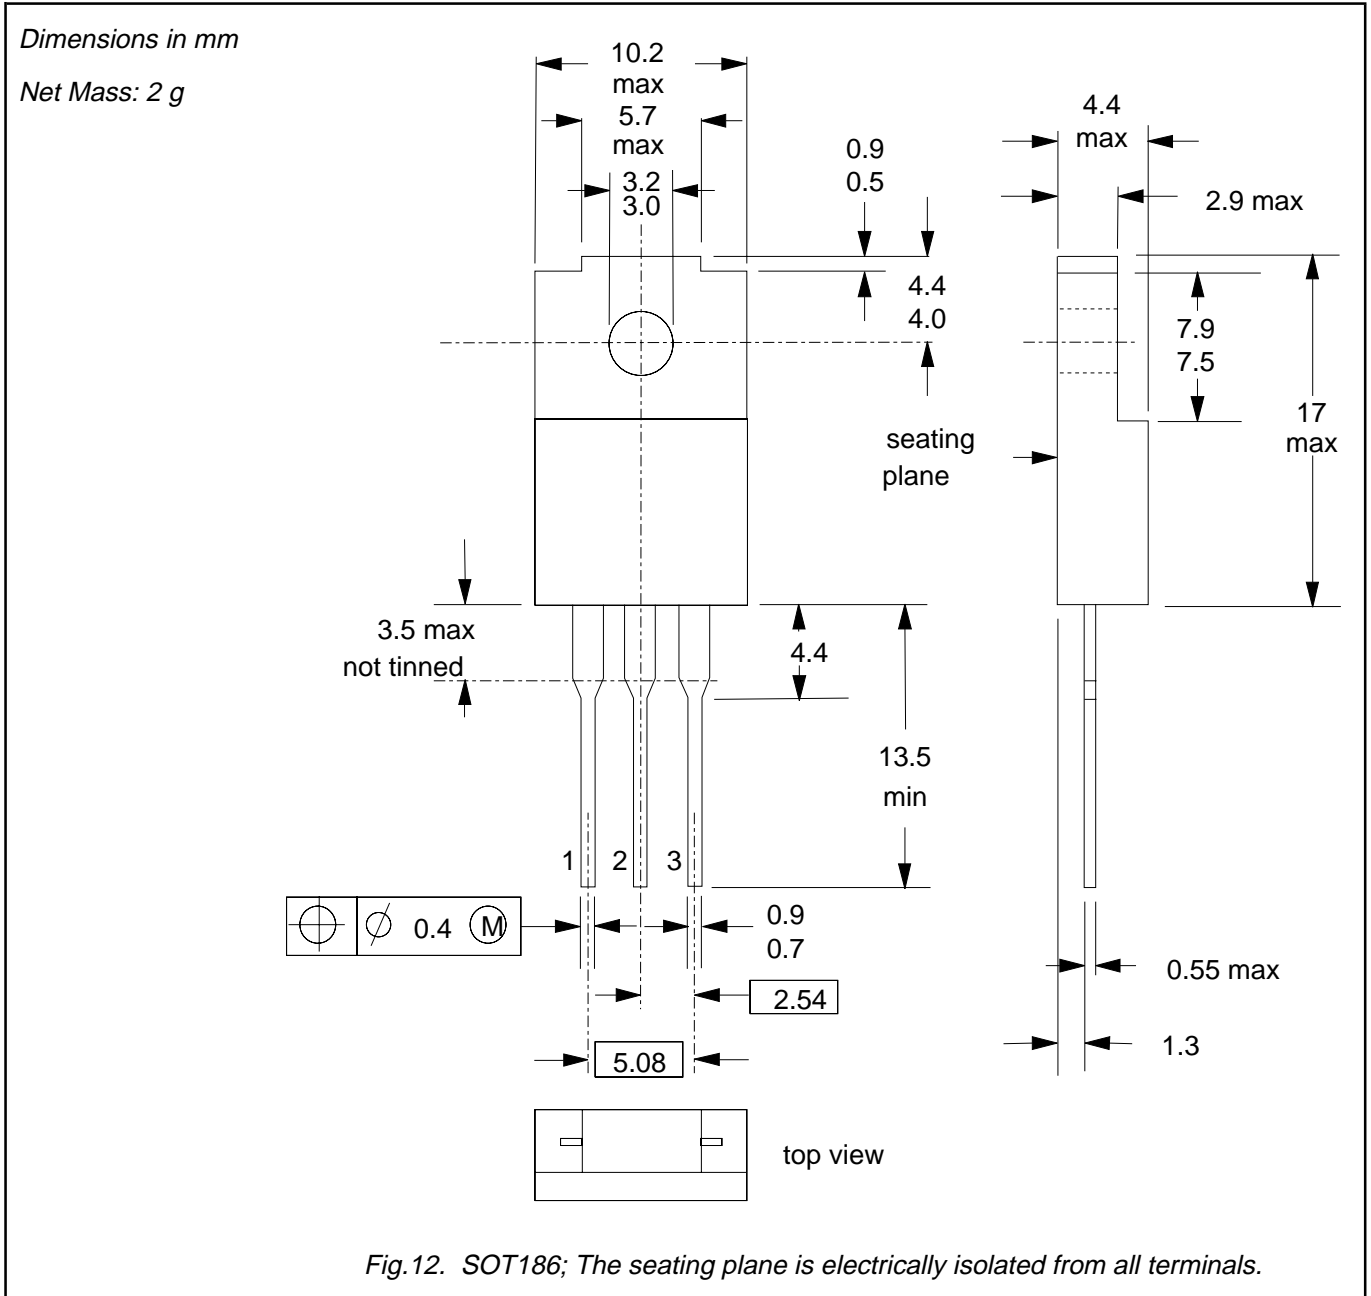 Dimensions in mm
Net Mass: 2 g
10.2
max
5.7
max
3.2
3.0
0.9
0.5
4.4
4.0
4.4
max
2.9 max
7.9
7.5
17
max
seating
plane
3.5 max
not tinned
4.4
13.5
min
1 2 3
0.4 M
0.9
0.7
2.54
5.08
0.55 max
1.3
top view
Fig.12. SOT186; The seating plane is electrically isolated from all terminals.